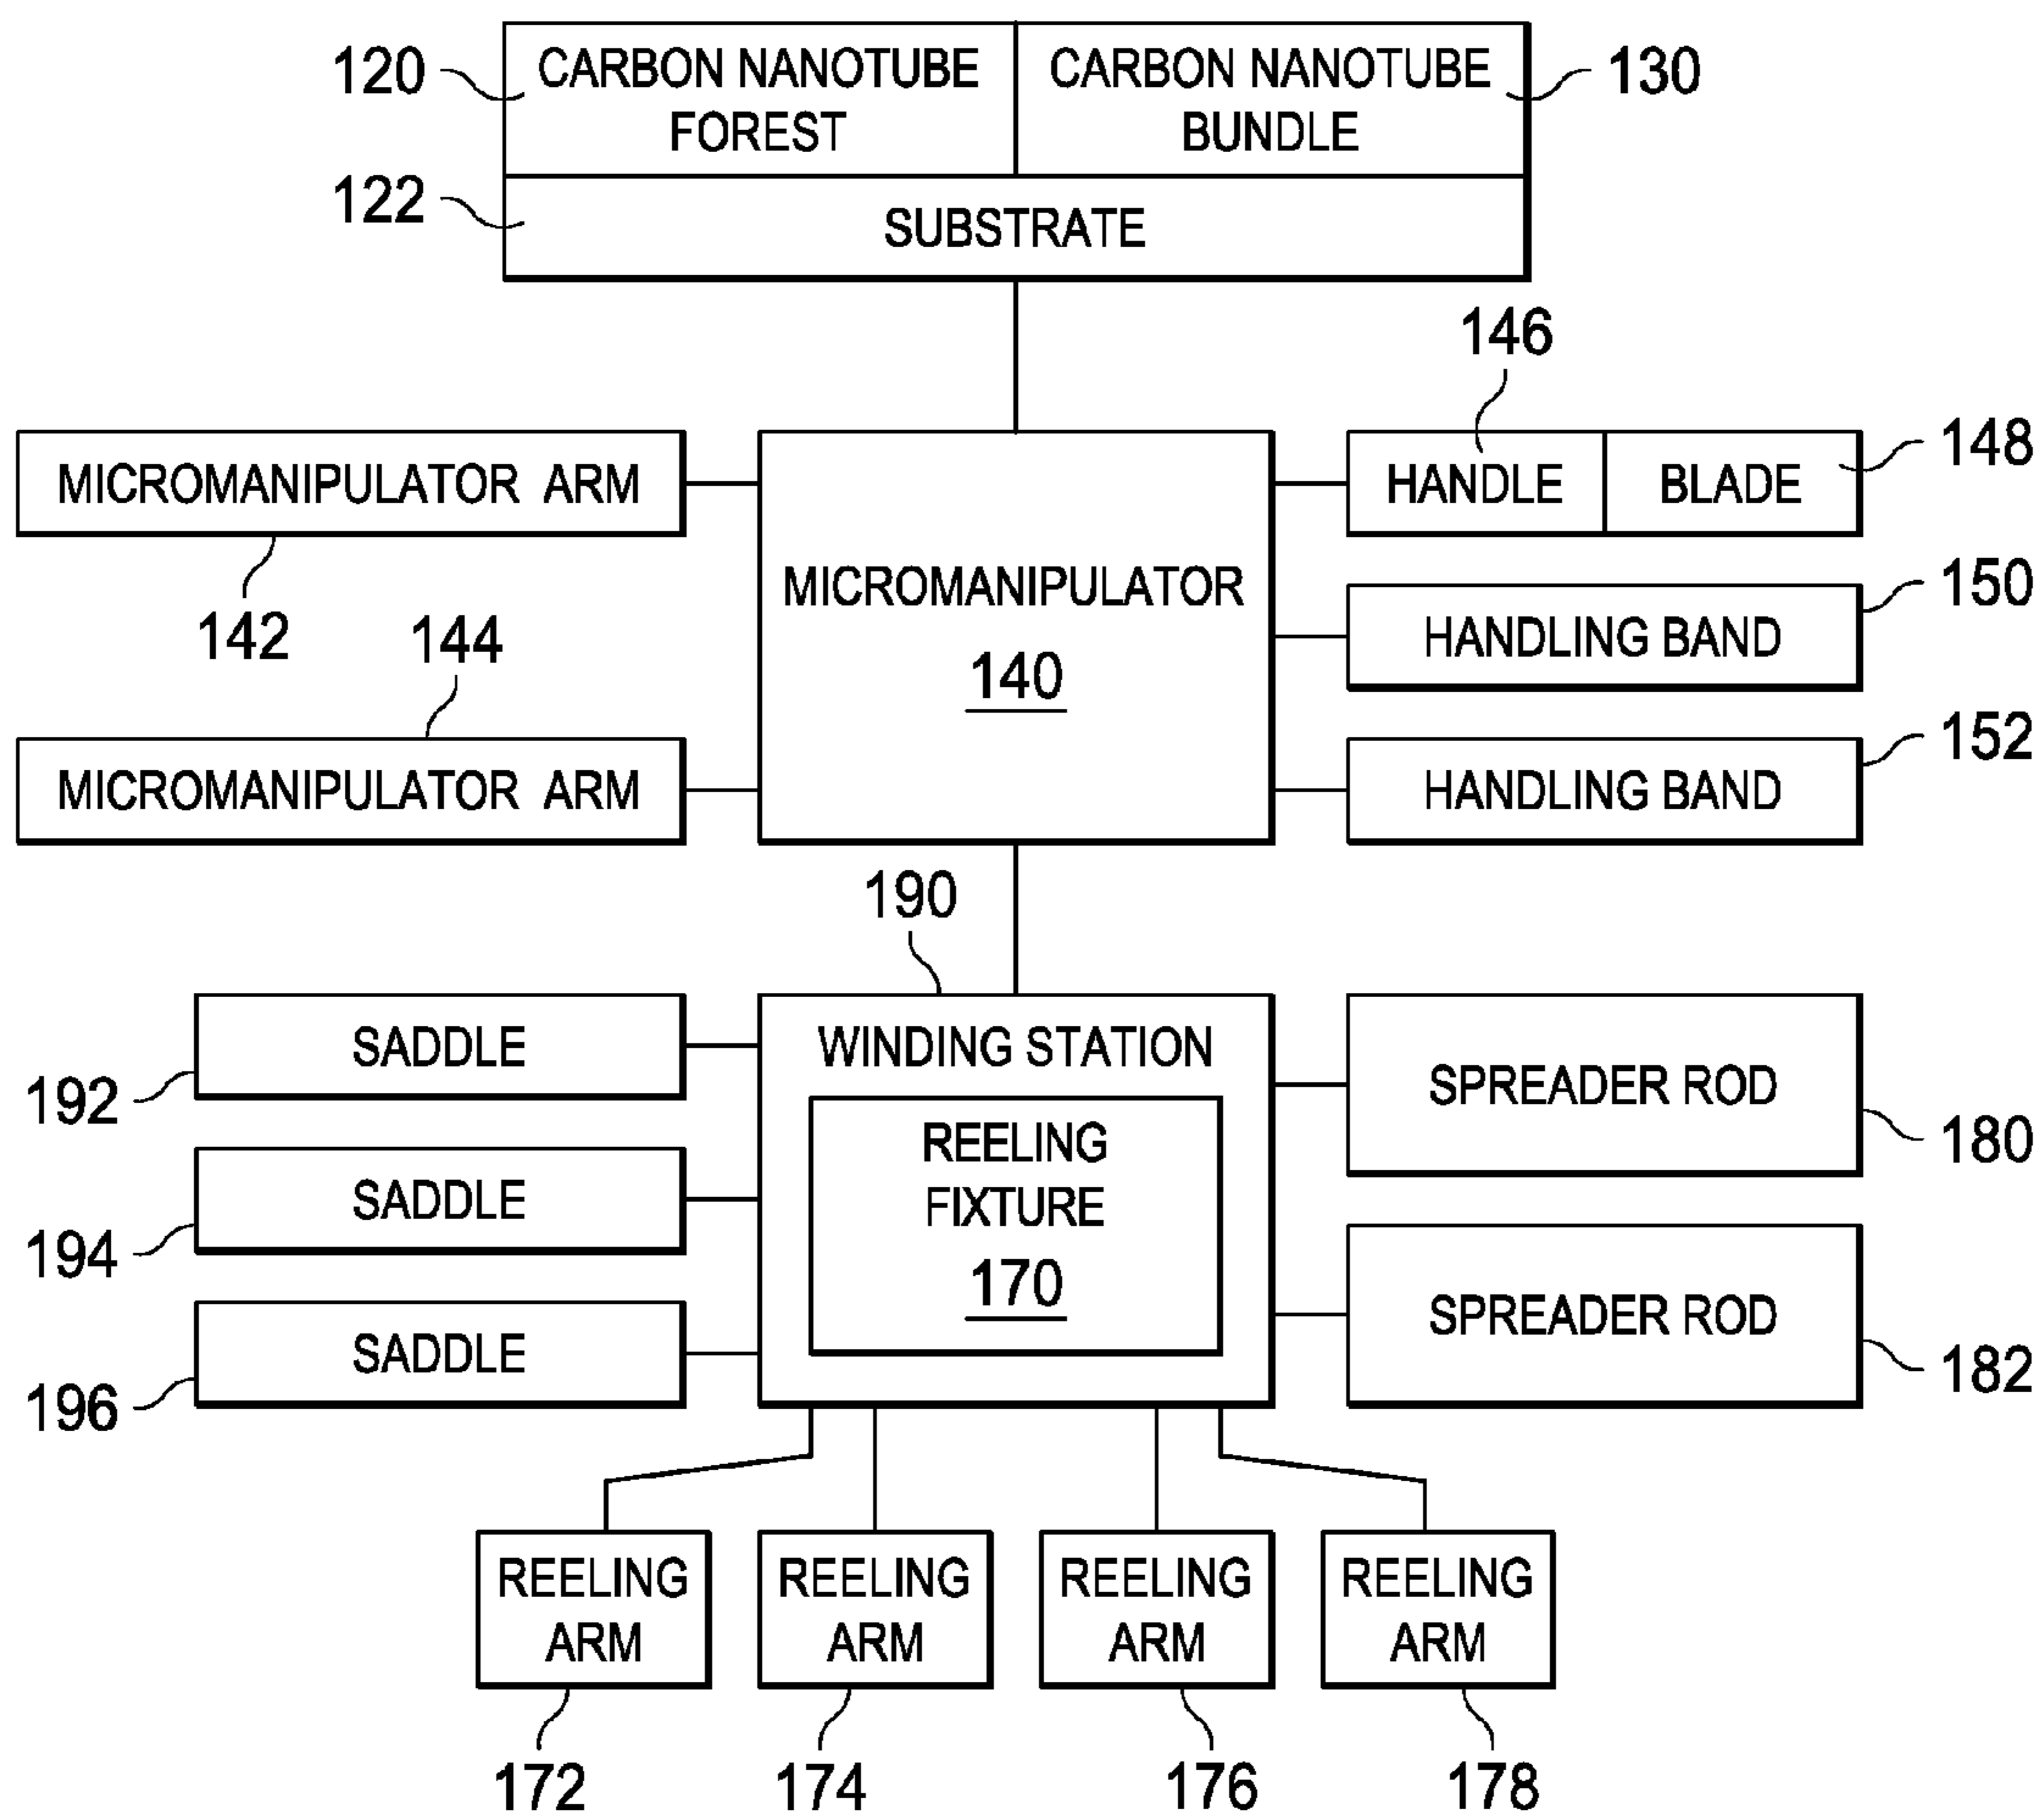 120
CARBON NANOTUBE
FOREST
CARBON NANOTUBE
BUNDLE
130
122
SUBSTRATE
146
MICROMANIPULATOR ARM
142
144
MICROMANIPULATOR ARM
MICROMANIPULATOR
140
HANDLE
BLADE
148
HANDLING BAND
150
HANDLING BAND
152
190
SADDLE
192
SADDLE
194
SADDLE
196
WINDING STATION
REELING
FIXTURE
170
SPREADER ROD
180
SPREADER ROD
182
REELING
ARM
172
REELING
ARM
174
REELING
ARM
176
REELING
ARM
178